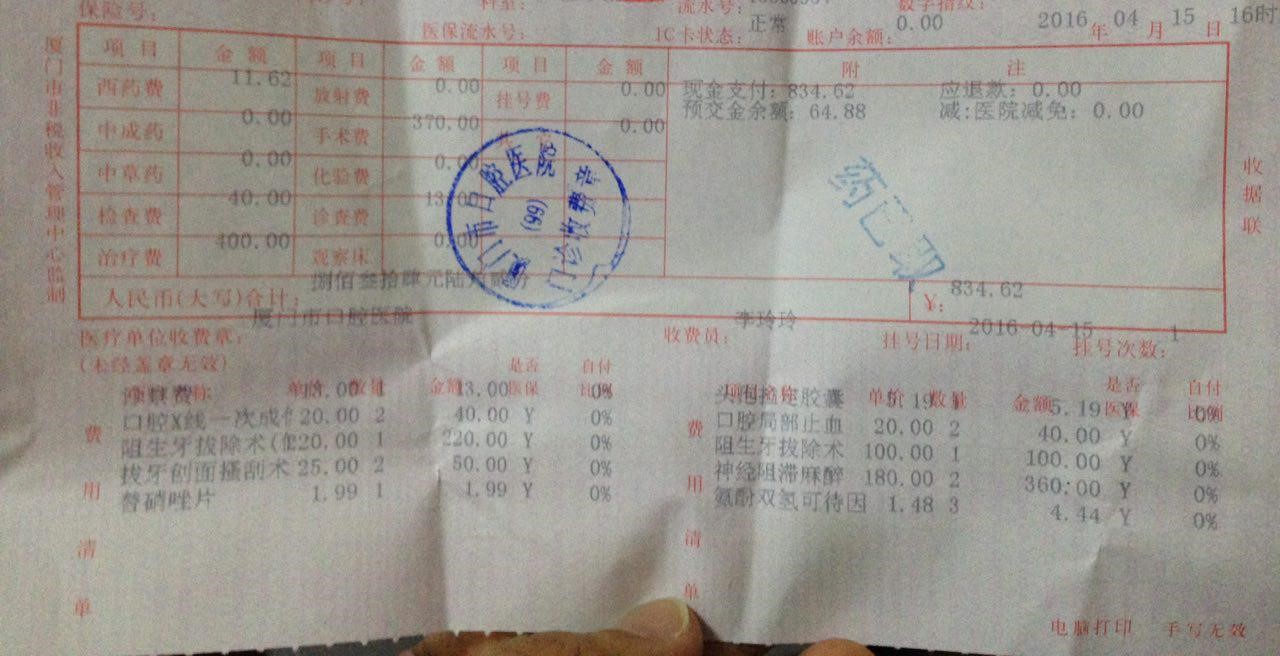 保险号: 科室: 流水号: 数字指纹:
医保流水号: IC卡状态: 正常 账户余额: 0.00 2016年 04月 15日 16时
厦门市非税收入管理中心监制
项目 金额 项目 金额 项目 金额 附注
西药费 11.62 放射费 0.00 挂号费 0.00 现金支付: 834.62 应退款: 0.00
中成药 0.00 手术费 370.00 0.00 预交金余额: 64.88 减:医院减免: 0.00
中草药 0.00 化验费 0.00
检查费 40.00 诊查费 13.00
治疗费 400.00 观察床 0.00
厦门市口腔医院
(99)
门诊收费章
药已取
收据联
人民币(大写)合计: 捌佰叁拾肆元陆角贰分 ¥: 834.62
医疗单位收费章: 厦门市口腔医院 收费员: 李玲玲 挂号日期: 2016-04-15 挂号次数: 1
(未经盖章无效)
单价 数量 金额 是否医保 自付比例 单价 数量 金额 是否医保 自付比例
13.00 1 13.00 0% 胶囊 5.19 1 5.19 Y 0%
口腔X线一次成 20.00 2 40.00 Y 0% 口腔局部止血 20.00 2 40.00 Y 0%
阻生牙拔除术( 220.00 1 220.00 Y 0% 阻生牙拔除术 100.00 1 100.00 Y 0%
拔牙创面搔刮术 25.00 2 50.00 Y 0% 神经阻滞麻醉 180.00 2 360.00 Y 0%
替硝唑片 1.99 1 1.99 Y 0% 氨酚双氢可待因 1.48 3 4.44 Y 0%
费用清单 费用清单
电脑打印 手写无效